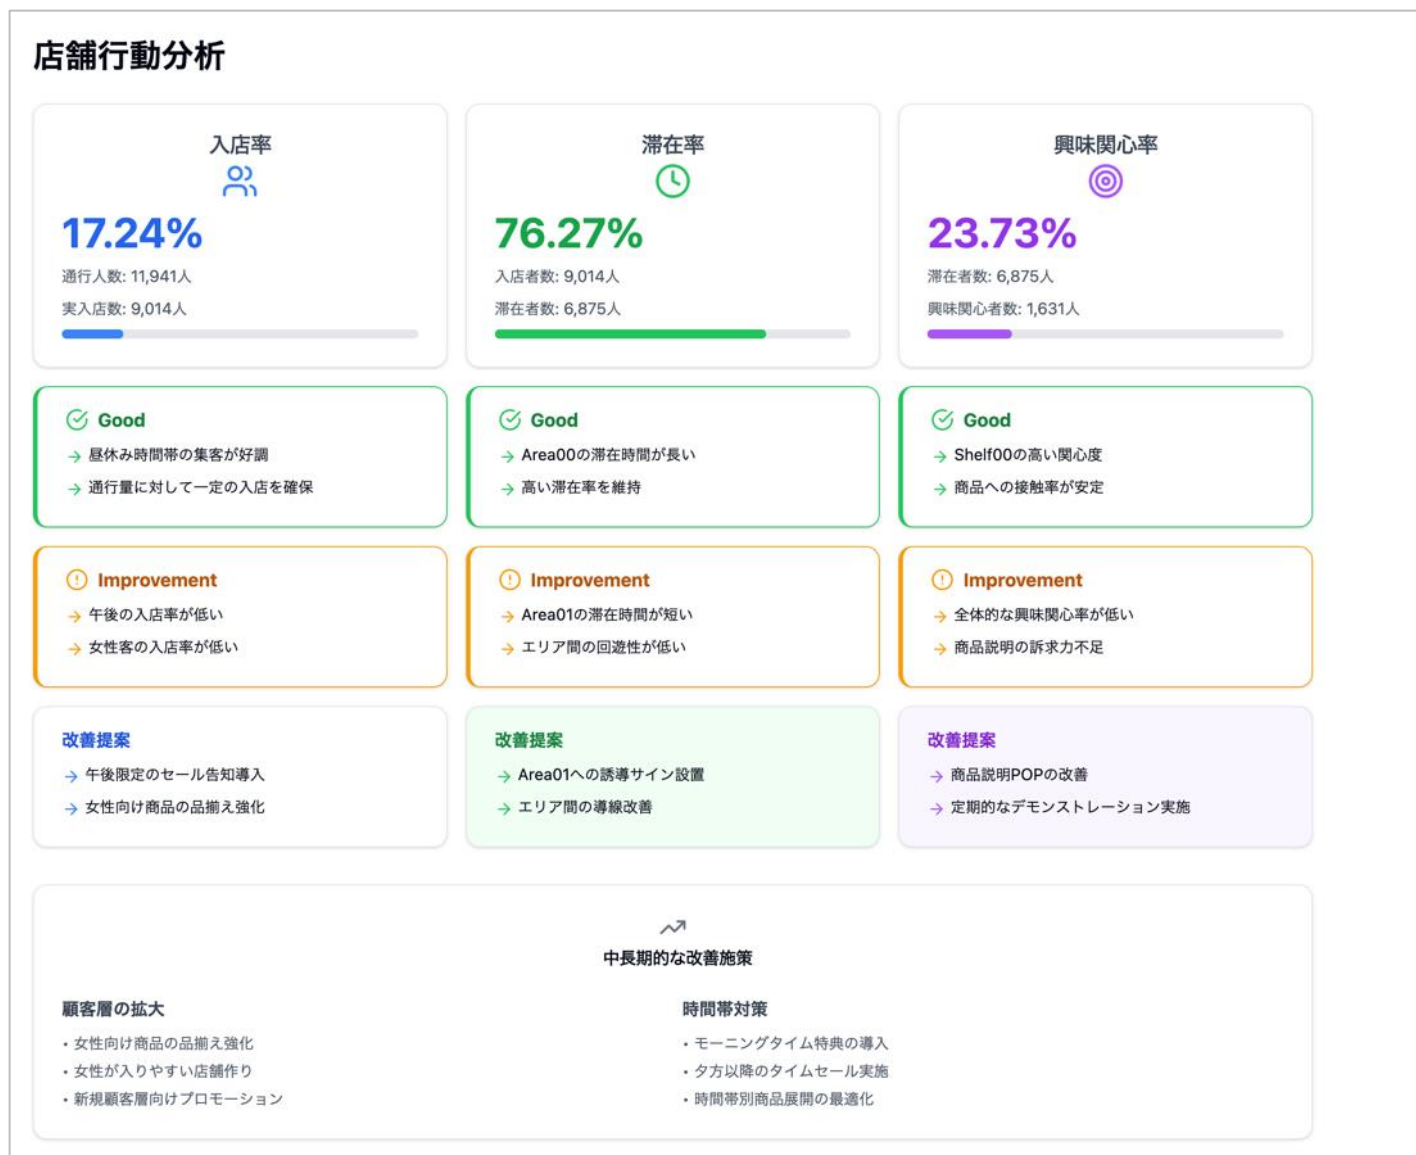 店舗行動分析
入店率
17.24%
通行人数: 11,941人
実入店数: 9,014人
滞在率
76.27%
入店者数: 9,014人
滞在者数: 6,875人
興味関心率
23.73%
滞在者数: 6,875人
興味関心者数: 1,631人
Good
→ 昼休み時間帯の集客が好調
→ 通行量に対して一定の入店を確保
Good
→ Area00の滞在時間が長い
→ 高い滞在率を維持
Good
→ Shelf00の高い関心度
→ 商品への接触率が安定
Improvement
→ 午後の入店率が低い
→ 女性客の入店率が低い
Improvement
→ Area01の滞在時間が短い
→ エリア間の回遊性が低い
Improvement
→ 全体的な興味関心率が低い
→ 商品説明の訴求力不足
改善提案
→ 午後限定のセール告知導入
→ 女性向け商品の品揃え強化
改善提案
→ Area01への誘導サイン設置
→ エリア間の導線改善
改善提案
→ 商品説明POPの改善
→ 定期的なデモンストレーション実施
中長期的な改善施策
顧客層の拡大
• 女性向け商品の品揃え強化
• 女性が入りやすい店舗作り
• 新規顧客層向けプロモーション
時間帯対策
• モーニングタイム特典の導入
• 夕方以降のタイムセール実施
• 時間帯別商品展開の最適化